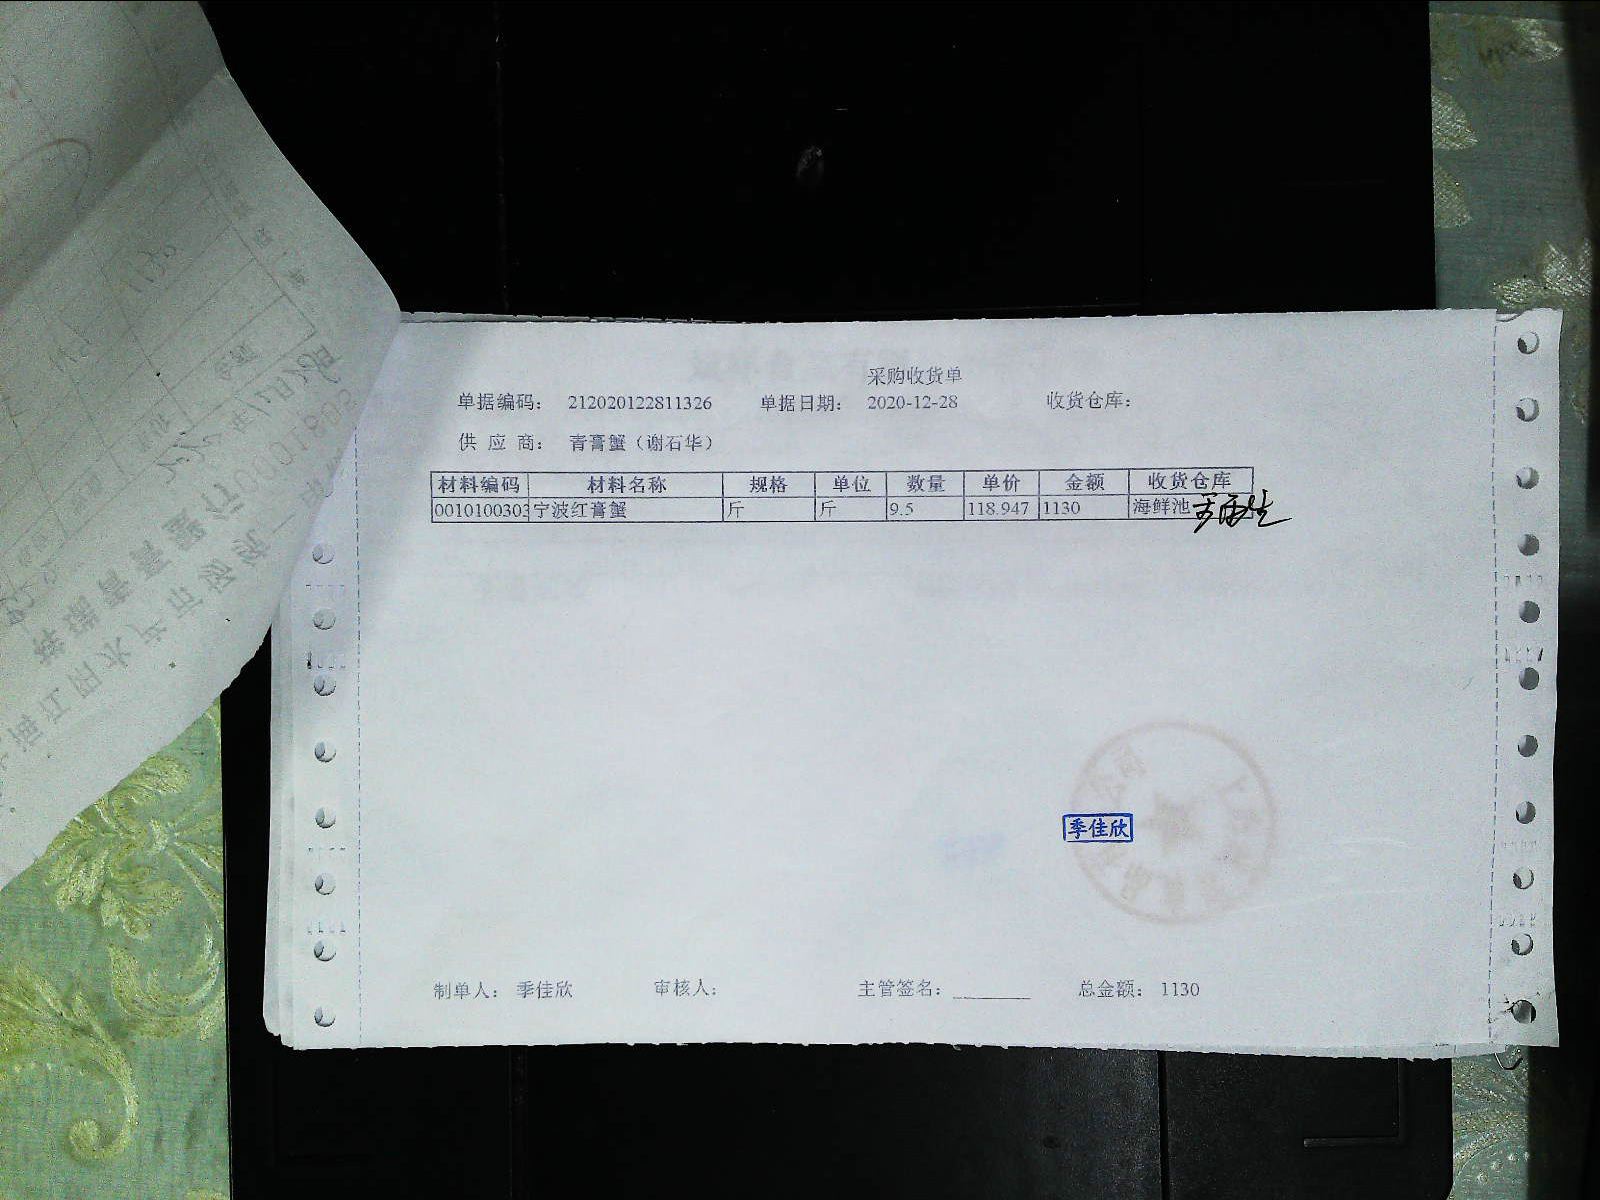 采购收货单
单据编码： 212020122811326 单据日期： 2020-12-28 收货仓库：
供 应 商： 青膏蟹（谢石华）
材料编码 材料名称 规格 单位 数量 单价 金额 收货仓库
0010100303 宁波红膏蟹 斤 斤 9.5 118.947 1130 海鲜池
季佳欣
制单人： 季佳欣 审核人： 主管签名： 总金额： 1130